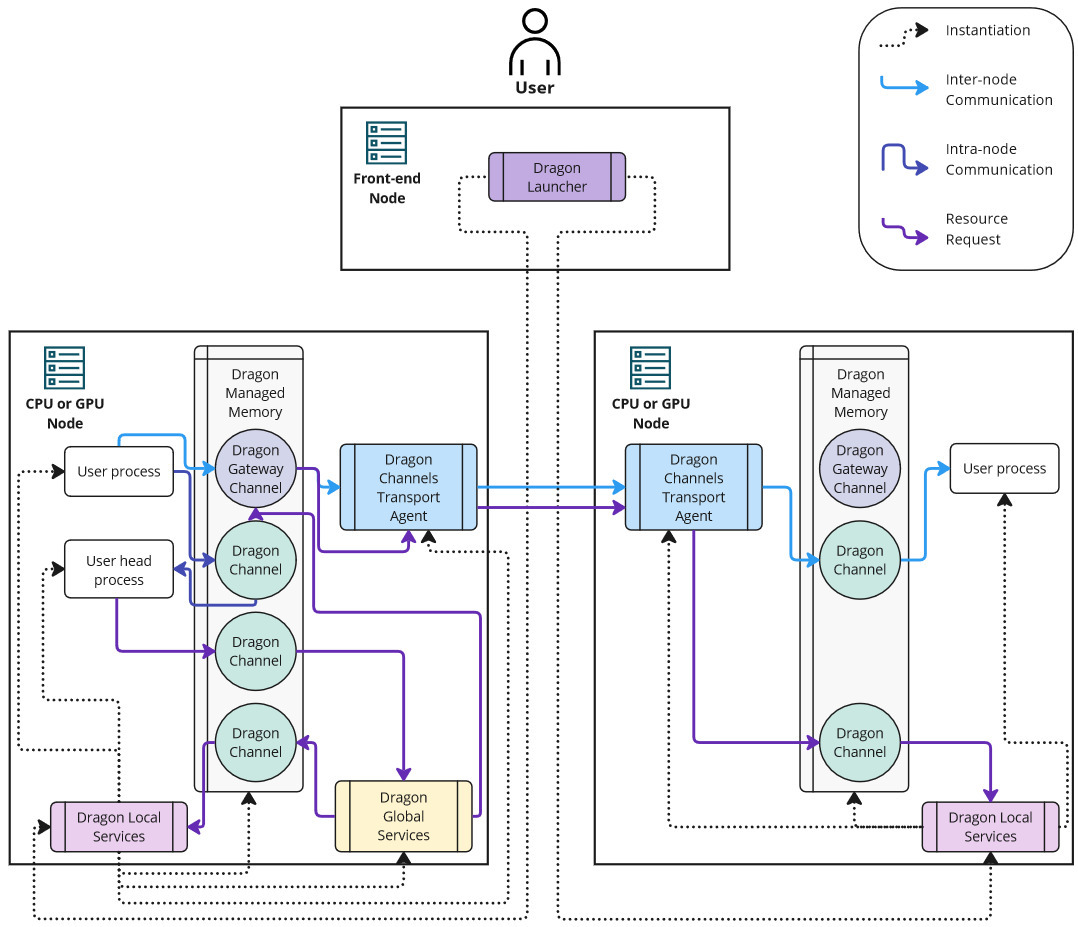 User
Instantiation
Inter-node
Communication
Intra-node
Communication
Resource
Request
Front-end
Node
Dragon
Launcher
CPU or GPU
Node
Dragon
Managed
Memory
User process
Dragon
Gateway
Channel
Dragon
Channels
Transport
Agent
User head
process
Dragon
Channel
Dragon
Channel
Dragon
Channel
Dragon Local
Services
Dragon
Global
Services
CPU or GPU
Node
Dragon
Managed
Memory
Dragon
Channels
Transport
Agent
Dragon
Gateway
Channel
User process
Dragon
Channel
Dragon
Channel
Dragon Local
Services